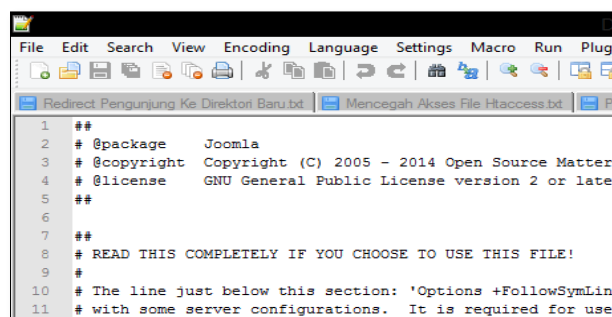 File Edit Search View Encoding Language Settings Macro Run Plug
Redirect Pengunjung Ke Direktori Baru.txt Mencegah Akses File Htaccess.txt P
1 ##
2 # @package Joomla
3 # @copyright Copyright (C) 2005 - 2014 Open Source Matter
4 # @license GNU General Public License version 2 or late
5 ##
6
7 ##
8 # READ THIS COMPLETELY IF YOU CHOOSE TO USE THIS FILE!
9 #
10 # The line just below this section: 'Options +FollowSymLin
11 # with some server configurations. It is required for use